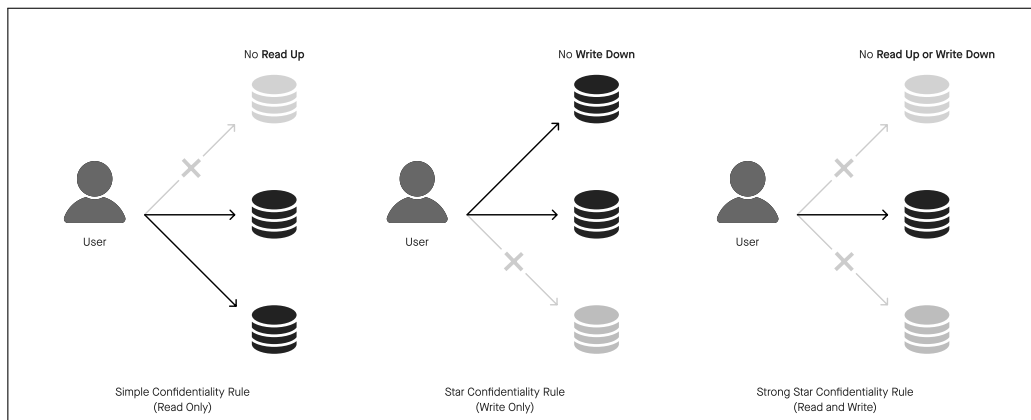 No Read Up
User
Simple Confidentiality Rule
(Read Only)
No Write Down
User
Star Confidentiality Rule
(Write Only)
No Read Up or Write Down
User
Strong Star Confidentiality Rule
(Read and Write)